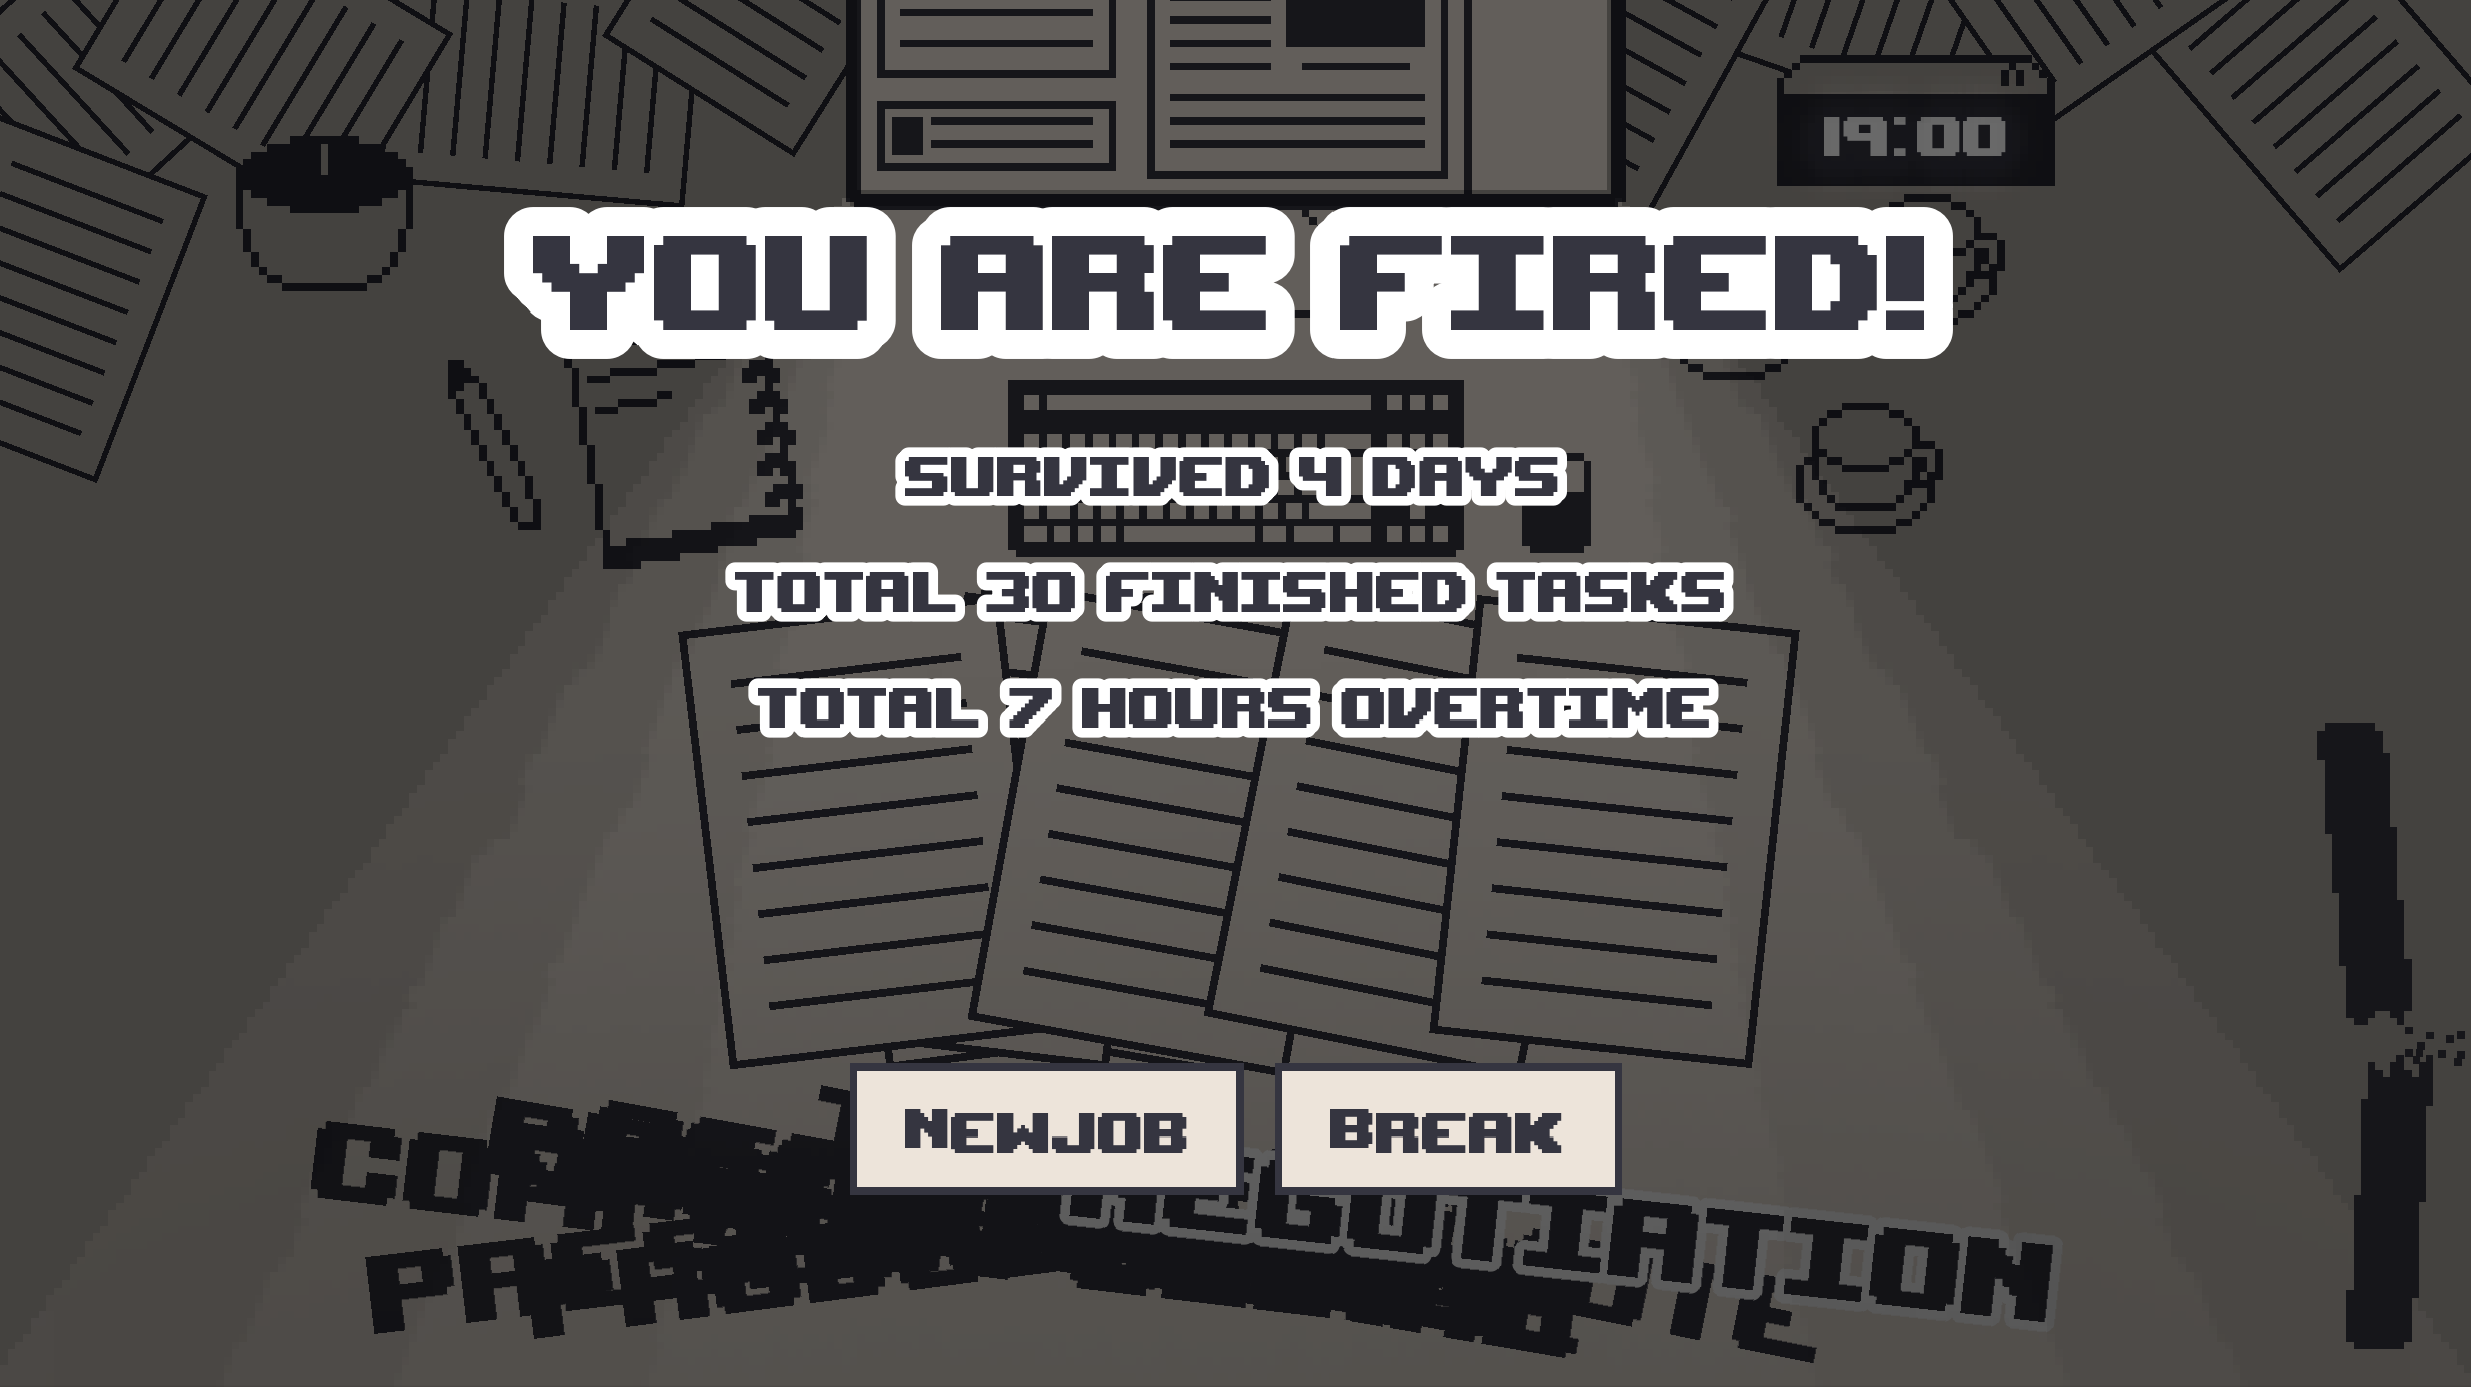 19:00
YOU ARE FIRED!
SURVIVED 4 DAYS
TOTAL 30 FINISHED TASKS
TOTAL 7 HOURS OVERTIME
NEWJOB
BREAK
NEGOTIATION